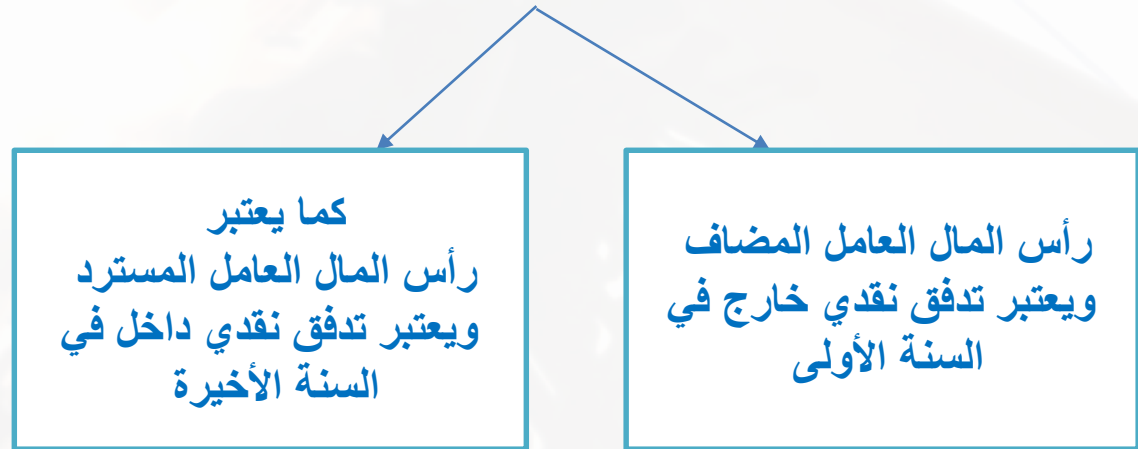 رأس المال العامل المضاف
ويعتبر تدفق نقدي خارج في
السنة الأولى
كما يعتبر
رأس المال العامل المسترد
ويعتبر تدفق نقدي داخل في
السنة الأخيرة